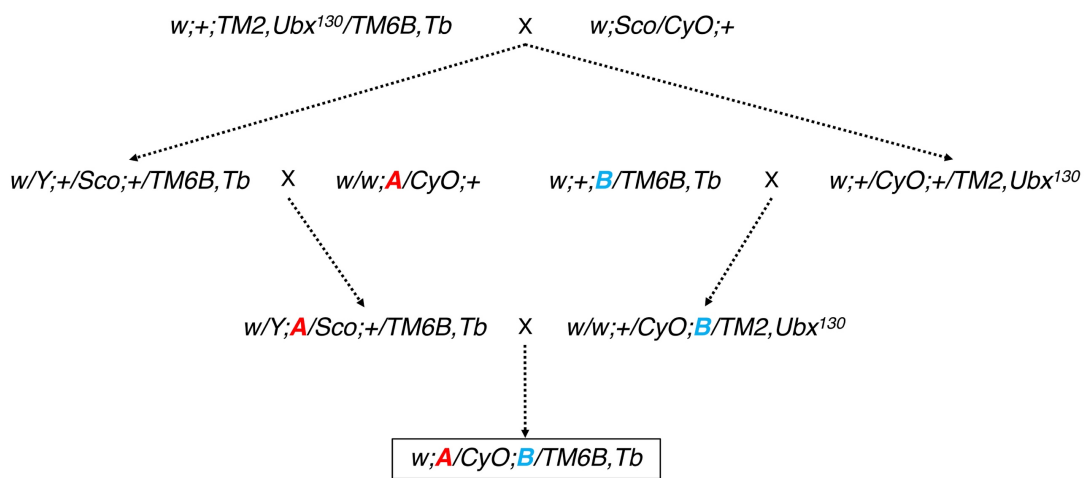 w;+;TM2,Ubx¹³⁰/TM6B,Tb X w;Sco/CyO;+
w/Y;+/Sco;+/TM6B,Tb X w/w;A/CyO;+ w;+;B/TM6B,Tb X w;+/CyO;+/TM2,Ubx¹³⁰
w/Y;A/Sco;+/TM6B,Tb X w/w;+/CyO;B/TM2,Ubx¹³⁰
w;A/CyO;B/TM6B,Tb